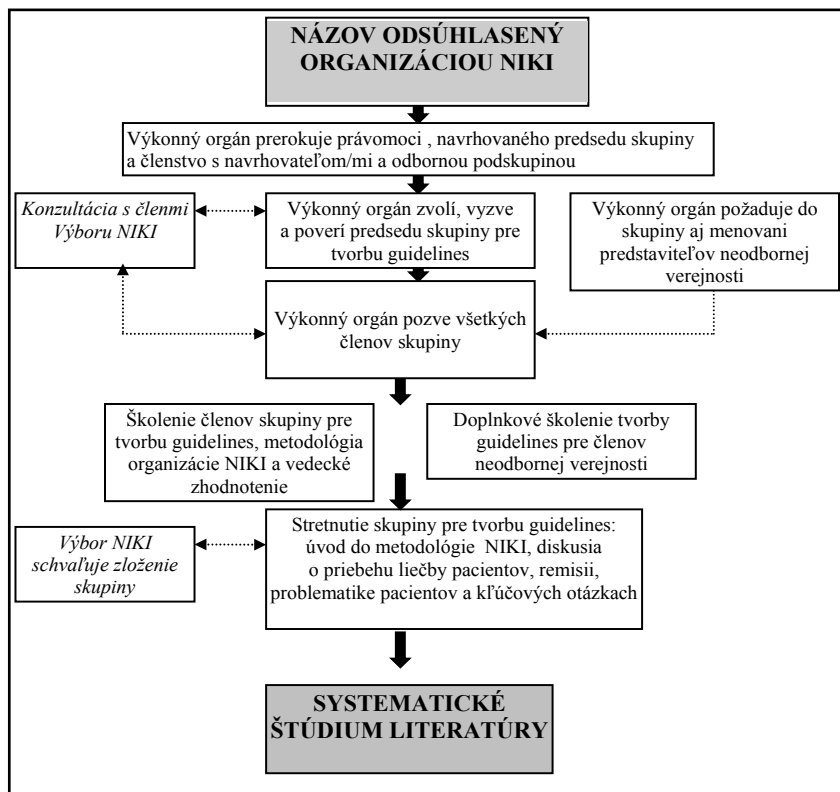 NÁZOV ODSÚHLASENÝ
ORGANIZÁCIOU NIKI
Výkonný orgán prerokuje právomoci , navrhovaného predsedu skupiny
a členstvo s navrhovateľom/mi a odbornou podskupinou
Konzultácia s členmi
Výboru NIKI
Výkonný orgán zvolí, vyzve
a poverí predsedu skupiny pre
tvorbu guidelines
Výkonný orgán požaduje do
skupiny aj menovani
predstaviteľov neodbornej
verejnosti
Výkonný orgán pozve všetkých
členov skupiny
Školenie členov skupiny pre
tvorbu guidelines, metodológia
organizácie NIKI a vedecké
zhodnotenie
Doplnkové školenie tvorby
guidelines pre členov
neodbornej verejnosti
Výbor NIKI
schvaľuje zloženie
skupiny
Stretnutie skupiny pre tvorbu guidelines:
úvod do metodológie NIKI, diskusia
o priebehu liečby pacientov, remisii,
problematike pacientov a kľúčových otázkach
SYSTEMATICKÉ
ŠTÚDIUM LITERATÚRY